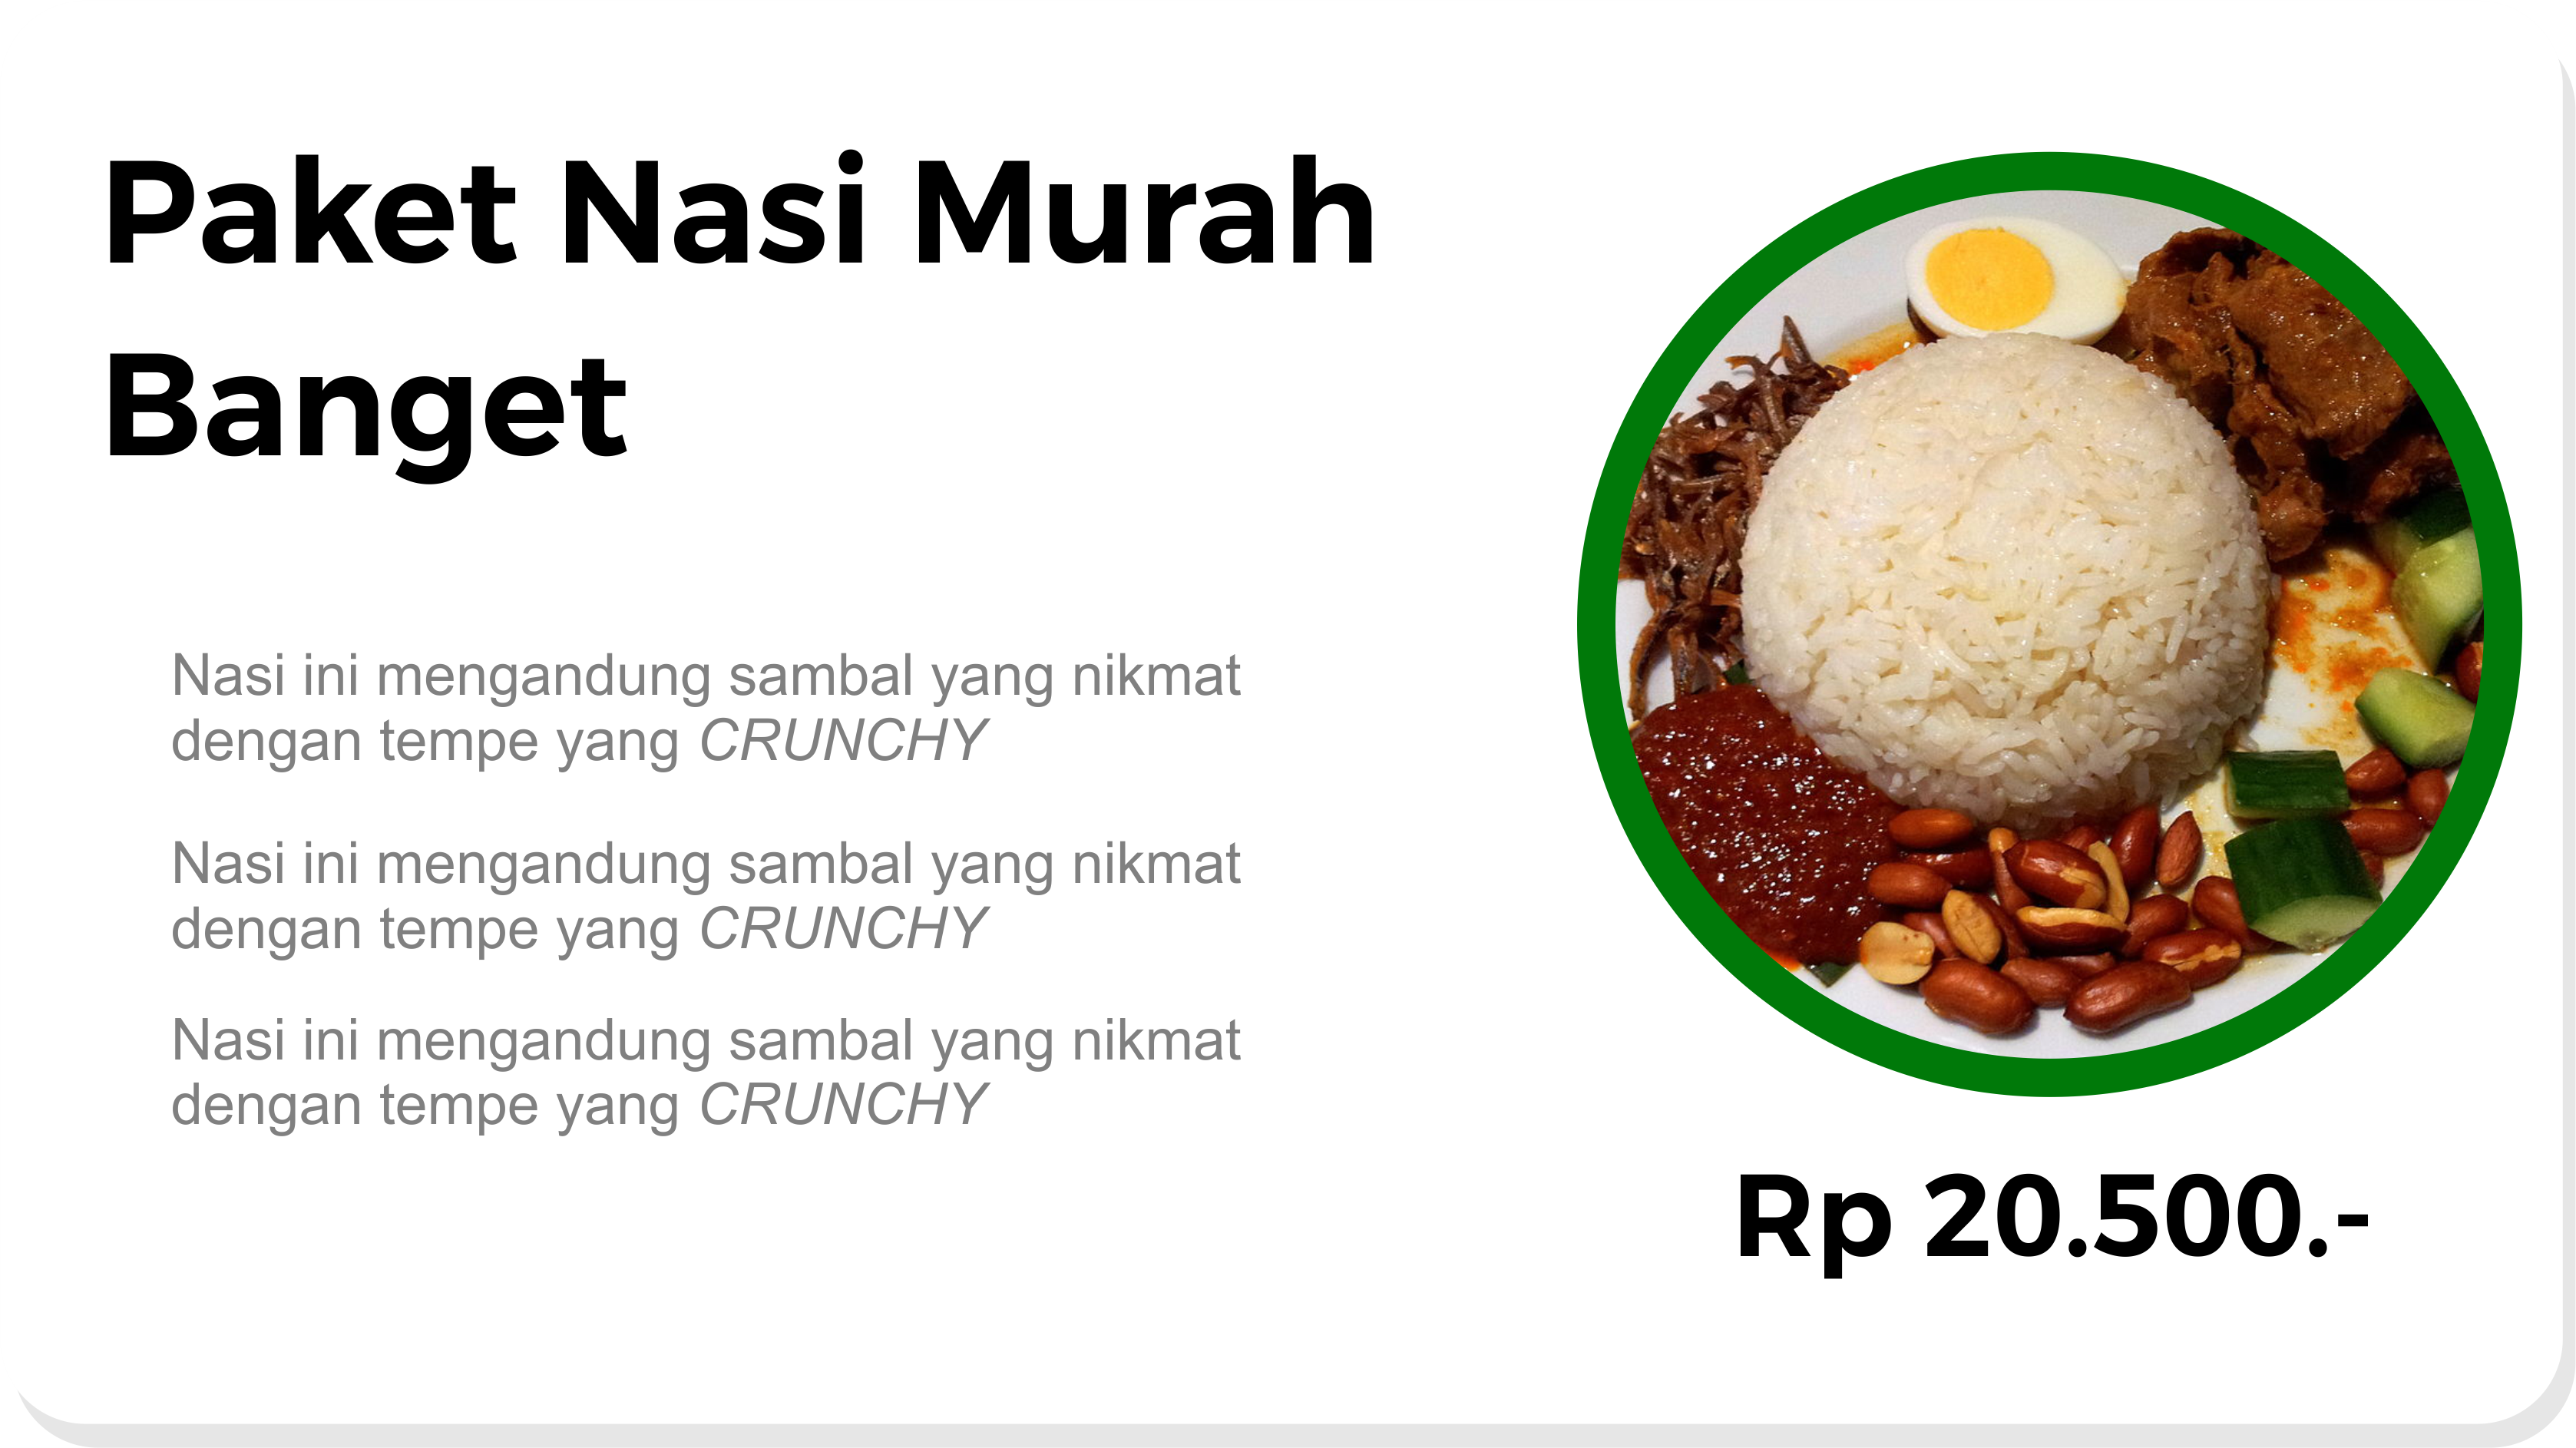 Paket Nasi Murah
Banget
Nasi ini mengandung sambal yang nikmat
dengan tempe yang CRUNCHY
Nasi ini mengandung sambal yang nikmat
dengan tempe yang CRUNCHY
Nasi ini mengandung sambal yang nikmat
dengan tempe yang CRUNCHY
Rp 20.500.-